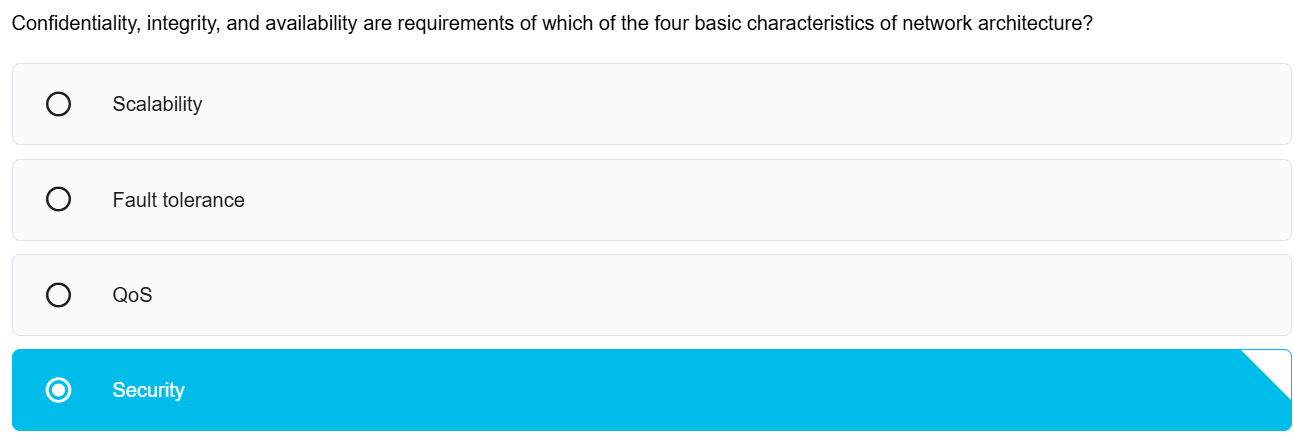 Confidentiality, integrity, and availability are requirements of which of the four basic characteristics of network architecture?
Scalability
Fault tolerance
QoS
Security